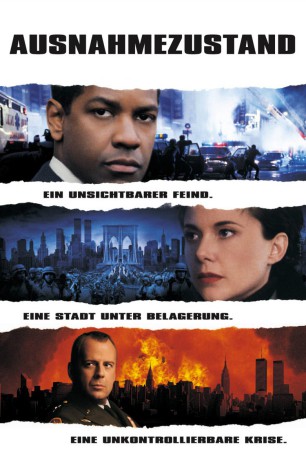 AUSNAHMEZUSTAND
EIN UNSICHTBARER FEIND.
EINE STADT UNTER BELAGERUNG.
EINE UNKONTROLLIERBARE KRISE.